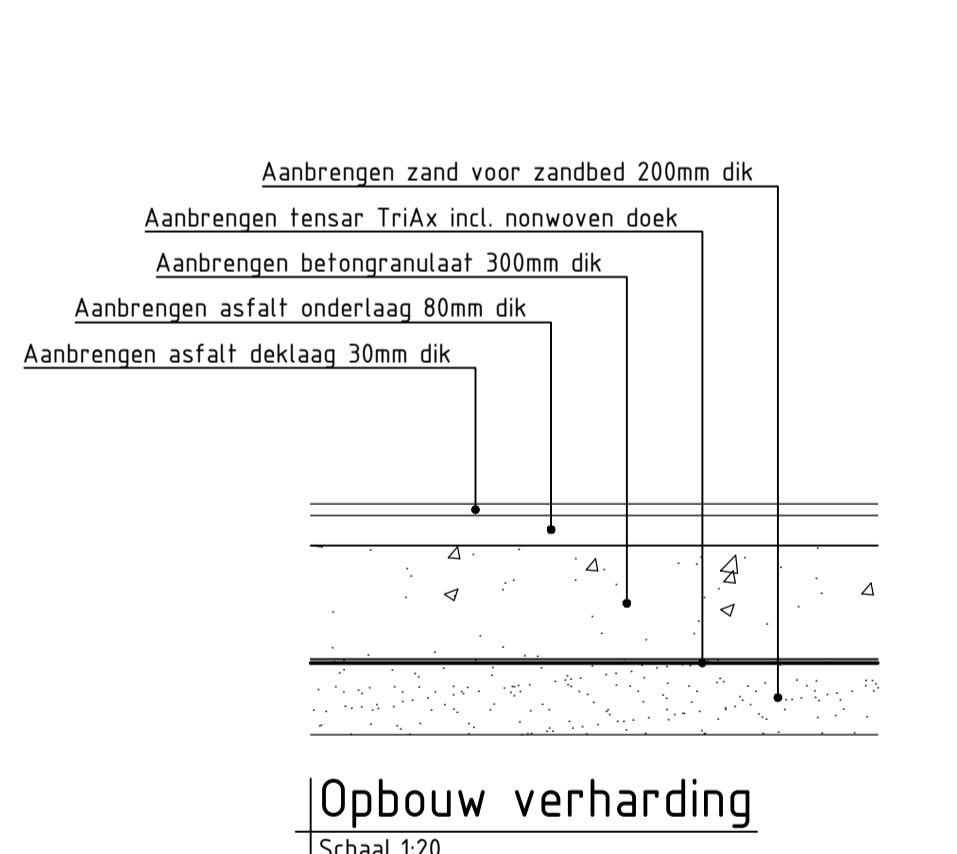 Aanbrengen zand voor zandbed 200mm dik
Aanbrengen tensar TriAx incl. nonwoven doek
Aanbrengen betongranulaat 300mm dik
Aanbrengen asfalt onderlaag 80mm dik
Aanbrengen asfalt deklaag 30mm dik
Opbouw verharding
Schaal 1:20